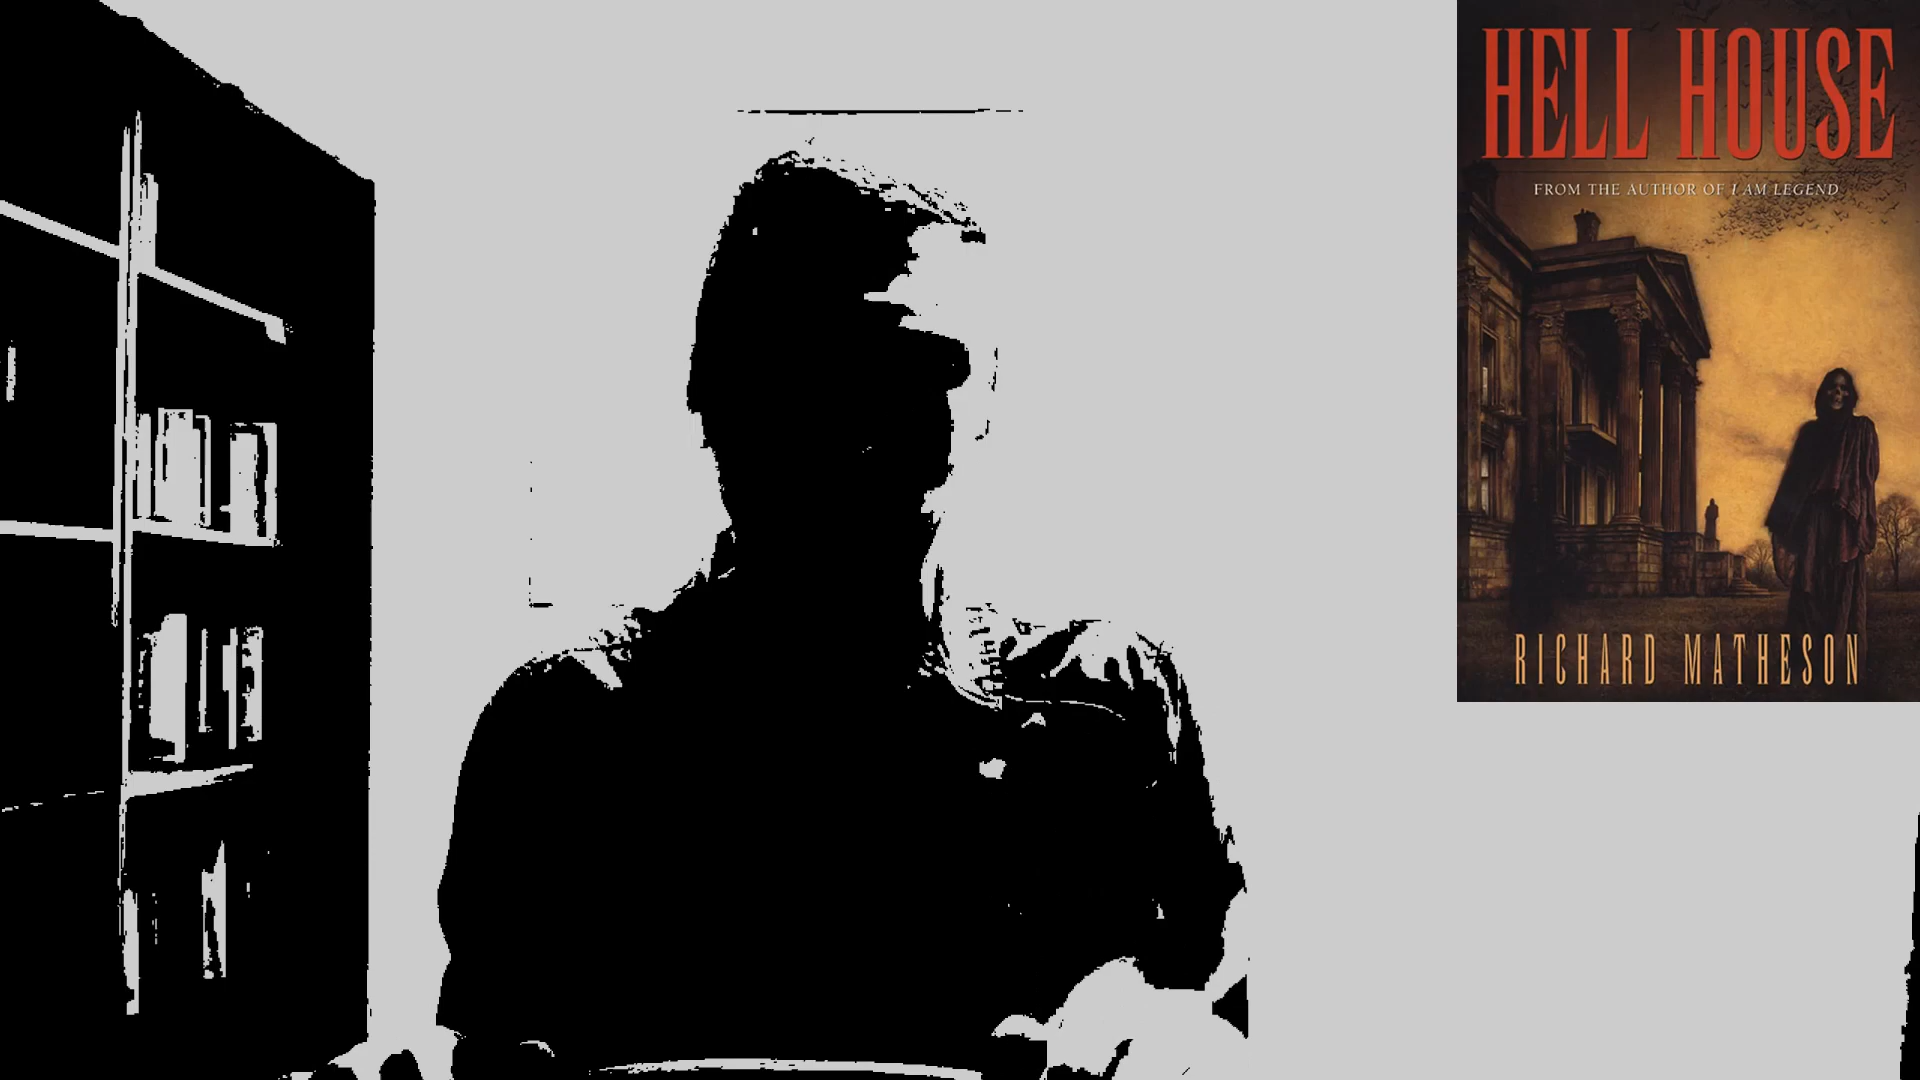 HELL HOUSE
FROM THE AUTHOR OF I AM LEGEND
RICHARD MATHESON